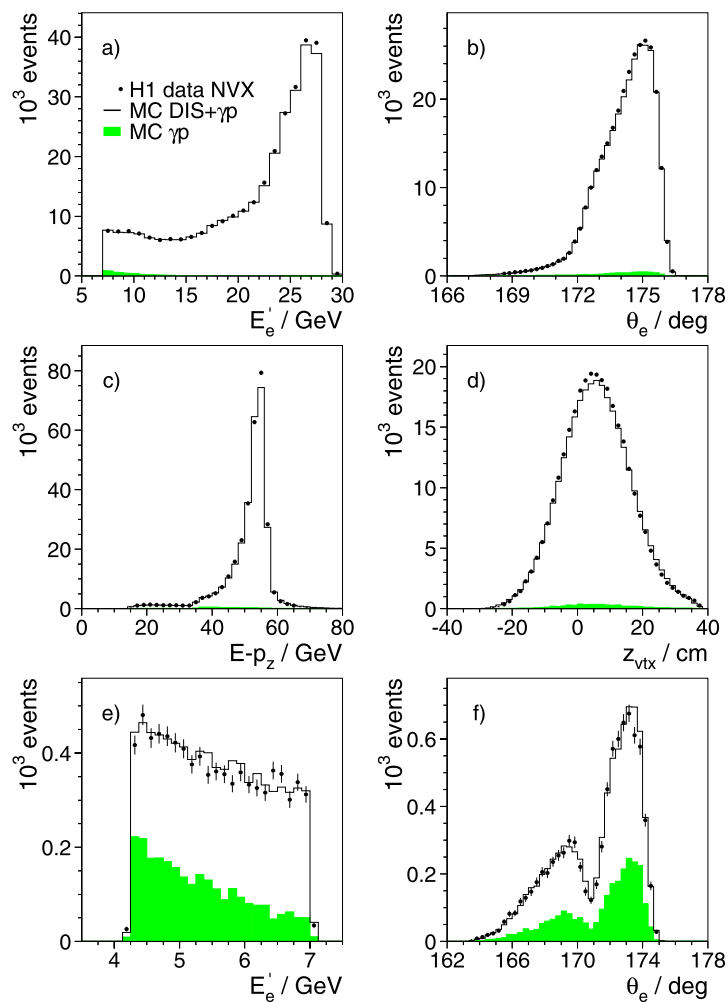 10³ events
a)
H1 data NVX
MC DIS+γp
MC γp
40
30
20
10
0
5 10 15 20 25 30
E'e / GeV
10³ events
b)
20
10
0
166 169 172 175 178
θe / deg
10³ events
c)
80
60
40
20
0
0 20 40 60 80
E-pz / GeV
10³ events
d)
20
15
10
5
0
-40 -20 0 20 40
zvtx / cm
10³ events
e)
0.4
0.2
0
4 5 6 7
E'e / GeV
10³ events
f)
0.6
0.4
0.2
0
162 166 170 174 178
θe / deg